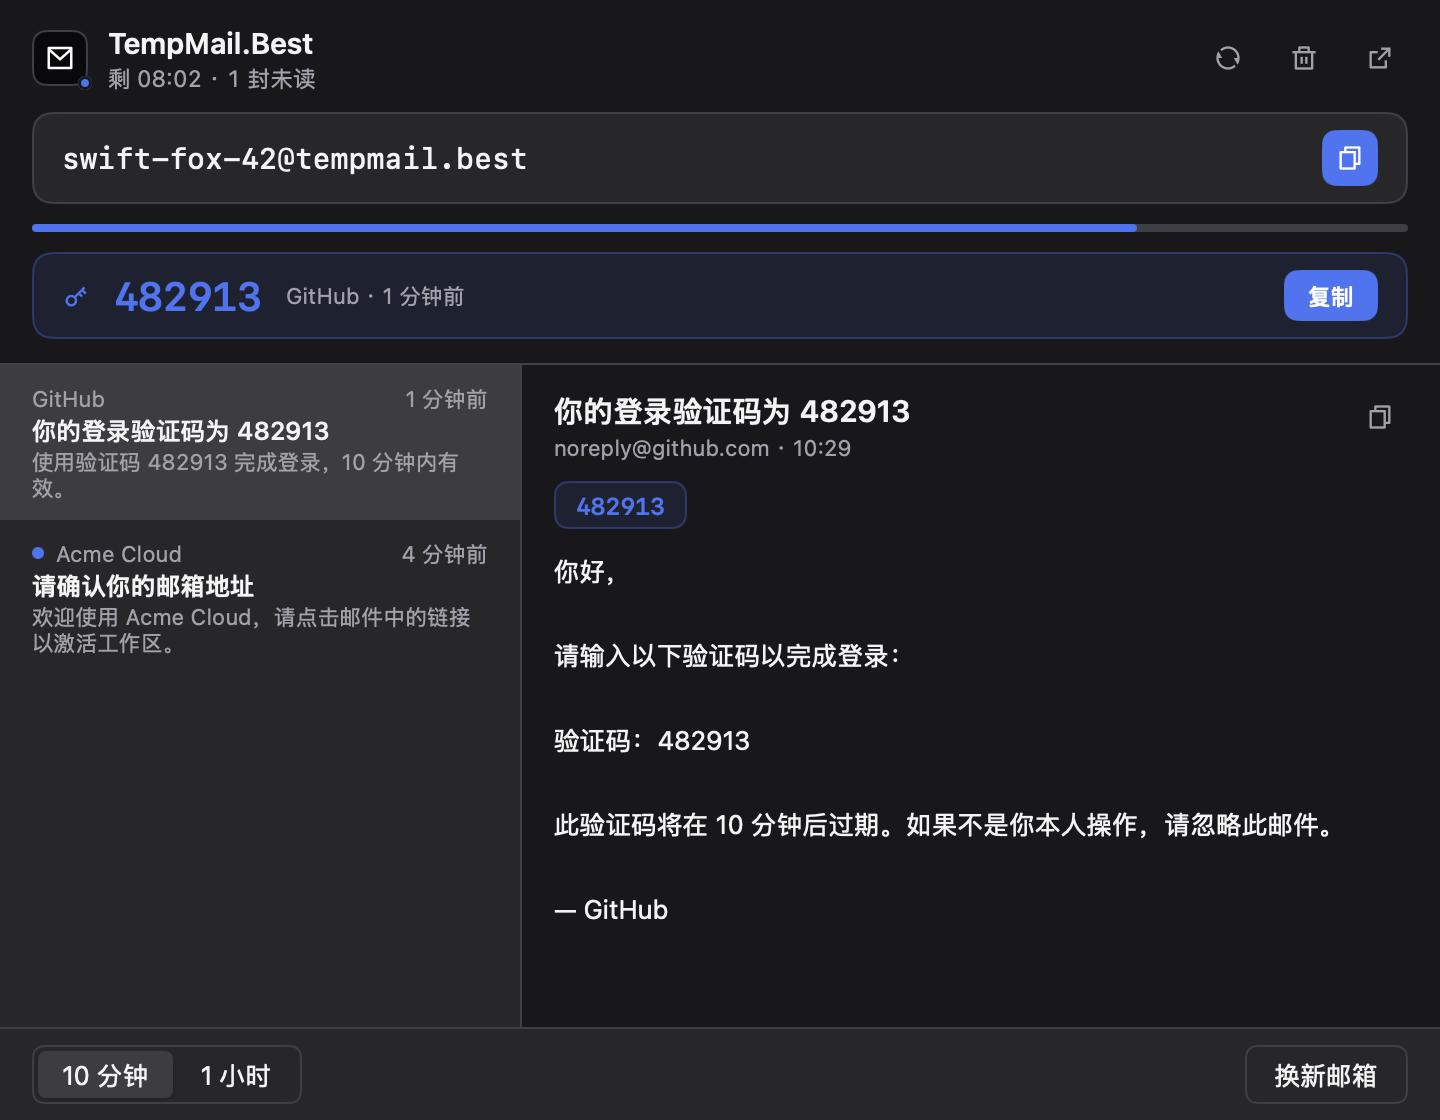 TempMail.Best
剩 08:02 · 1 封未读
swift-fox-42@tempmail.best
482913 GitHub · 1 分钟前 复制
GitHub 1 分钟前
你的登录验证码为 482913
使用验证码 482913 完成登录，10 分钟内有
效。
Acme Cloud 4 分钟前
请确认你的邮箱地址
欢迎使用 Acme Cloud，请点击邮件中的链接
以激活工作区。
你的登录验证码为 482913
noreply@github.com · 10:29
482913
你好，
请输入以下验证码以完成登录：
验证码：482913
此验证码将在 10 分钟后过期。如果不是你本人操作，请忽略此邮件。
— GitHub
10 分钟 1 小时 换新邮箱